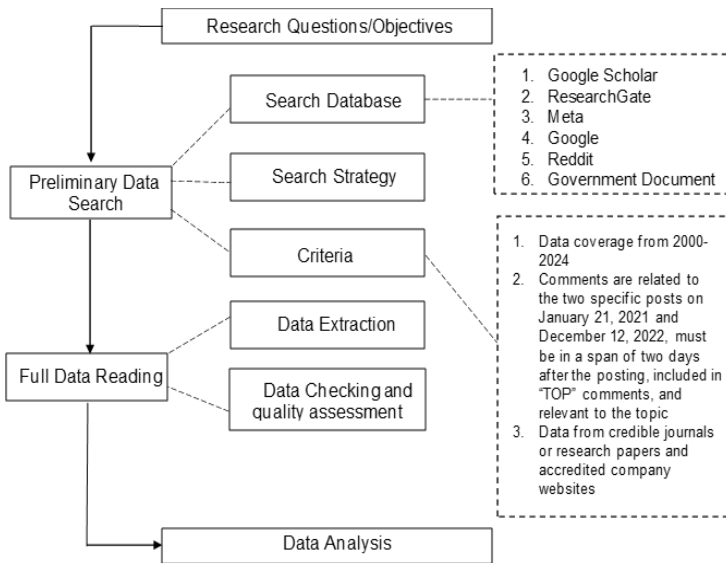 Research Questions/Objectives
Search Database
1. Google Scholar
2. ResearchGate
3. Meta
4. Google
5. Reddit
6. Government Document
Preliminary Data
Search
Search Strategy
Criteria
1. Data coverage from 2000-
2024
2. Comments are related to
the two specific posts on
January 21, 2021 and
December 12, 2022, must
be in a span of two days
after the posting, included in
“TOP” comments, and
relevant to the topic
3. Data from credible journals
or research papers and
accredited company
websites
Full Data Reading
Data Extraction
Data Checking and
quality assessment
Data Analysis